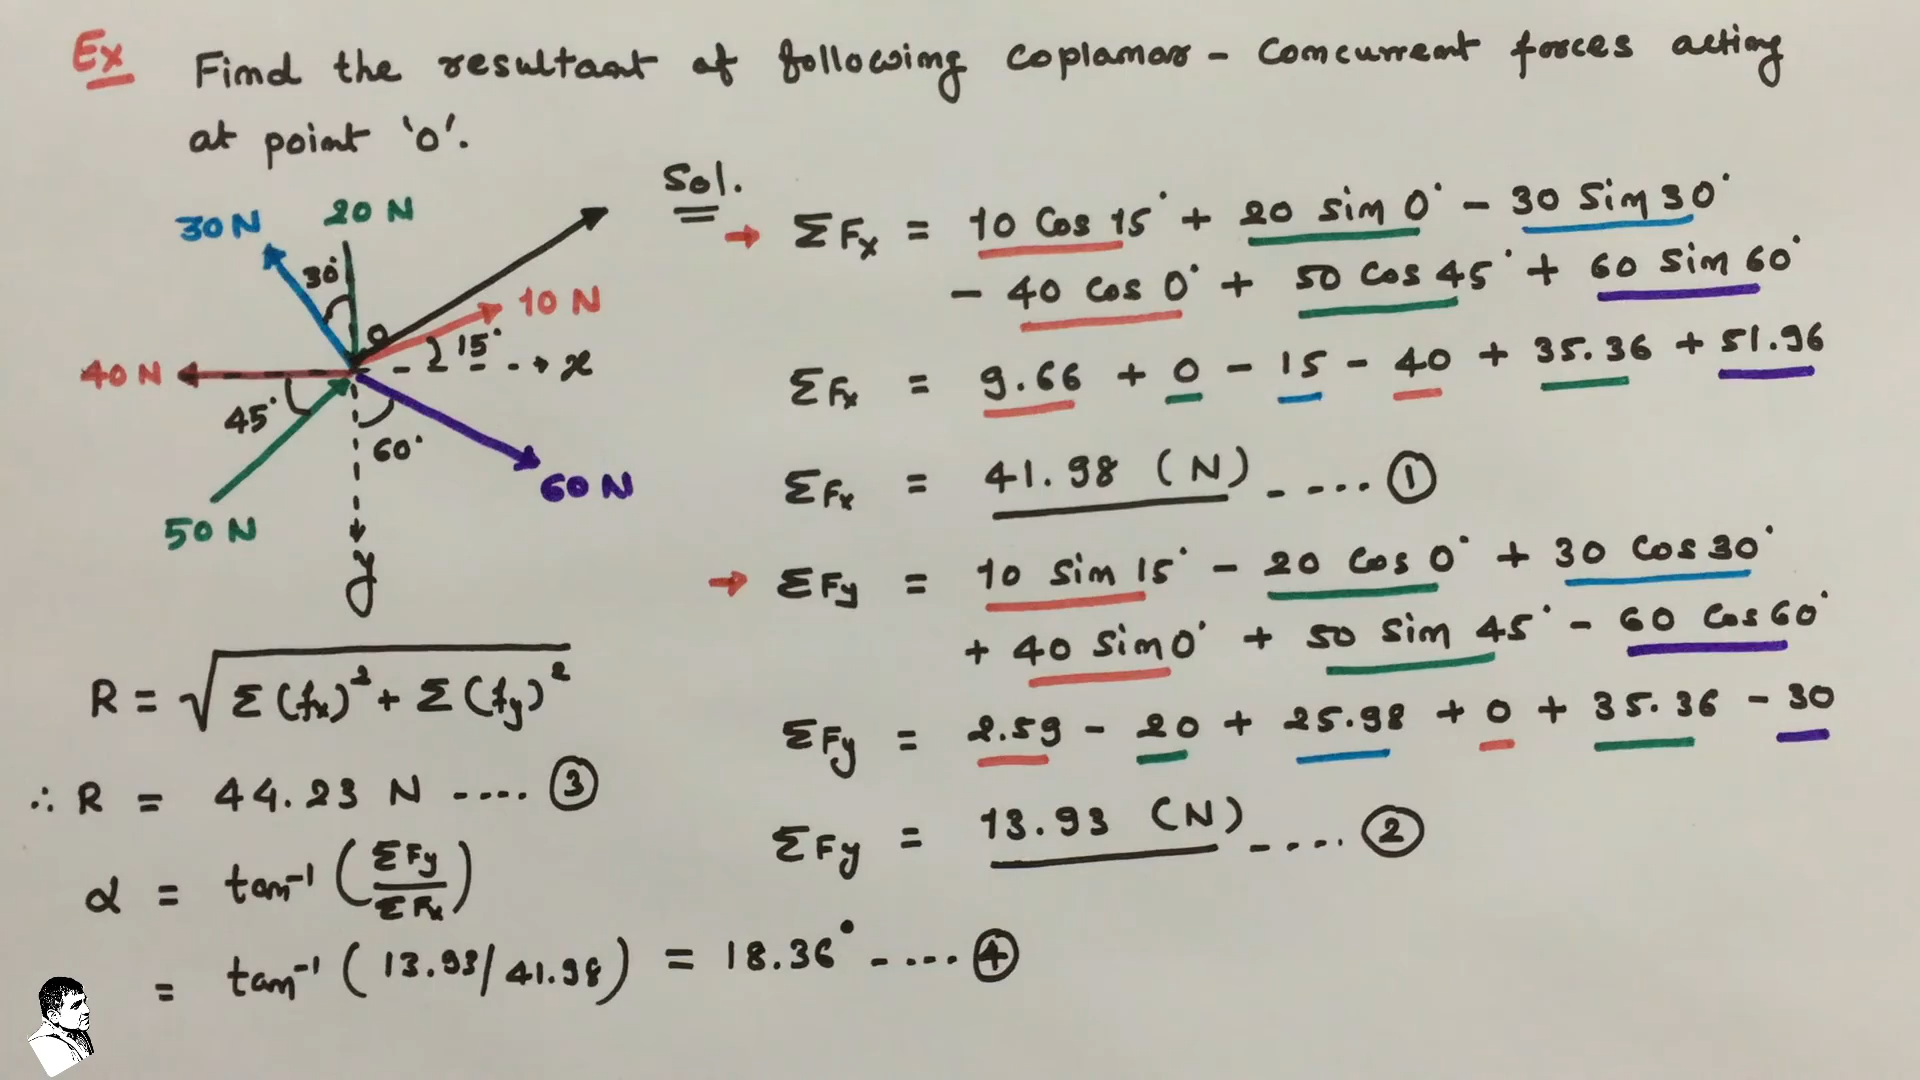 Ex Find the resultant of following coplanar - concurrent forces acting
at point 'O'.
Sol.
30 N
20 N
30°
O
10 N
15°
x
40 N
45°
60°
60 N
50 N
y
→ ΣFx = 10 cos 15° + 20 sin 0° - 30 sin 30°
- 40 cos 0° + 50 cos 45° + 60 sin 60°
ΣFx = 9.66 + 0 - 15 - 40 + 35.36 + 51.96
ΣFx = 41.98 (N) ----- ①
→ ΣFy = 10 sin 15° - 20 cos 0° + 30 cos 30°
+ 40 sin 0° + 50 sin 45° - 60 cos 60°
ΣFy = 2.59 - 20 + 25.98 + 0 + 35.36 - 30
ΣFy = 13.93 (N) ----- ②
R = √(Σ(fx)² + Σ(fy)²)
∴ R = 44.23 N ---- ③
α = tan⁻¹ (ΣFy/ΣFx)
= tan⁻¹ (13.93/41.98) = 18.36° ---- ④